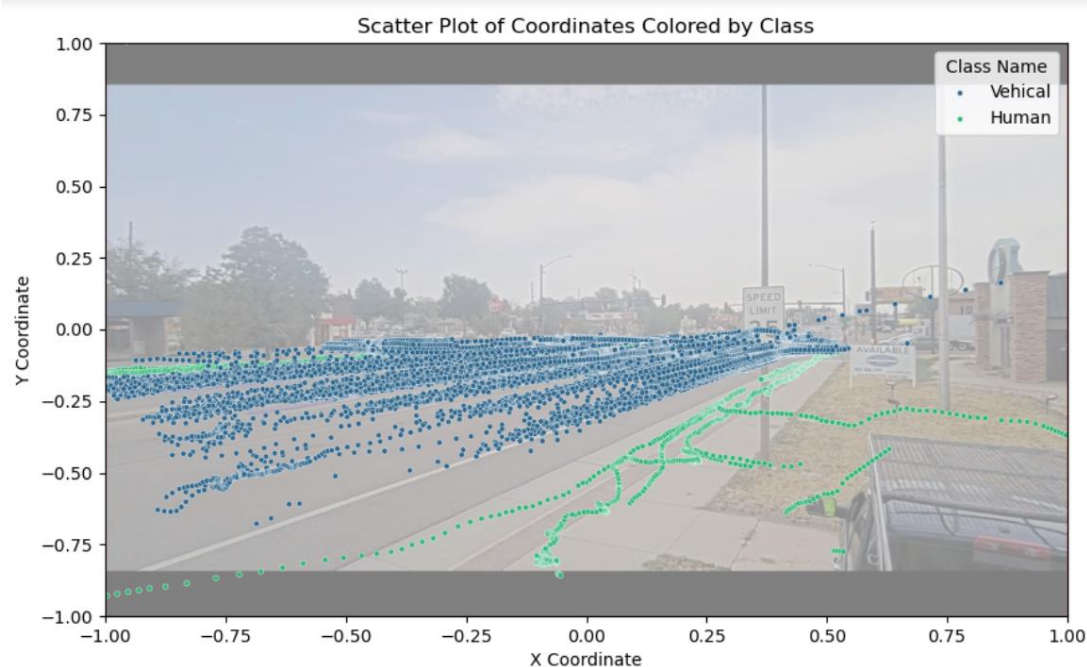 Scatter Plot of Coordinates Colored by Class
1.00
0.75
0.50
0.25
0.00
−0.25
−0.50
−0.75
−1.00
Y Coordinate
Class Name
Vehical
Human
SPEED
LIMIT
AVAILABLE
−1.00 −0.75 −0.50 −0.25 0.00 0.25 0.50 0.75 1.00
X Coordinate